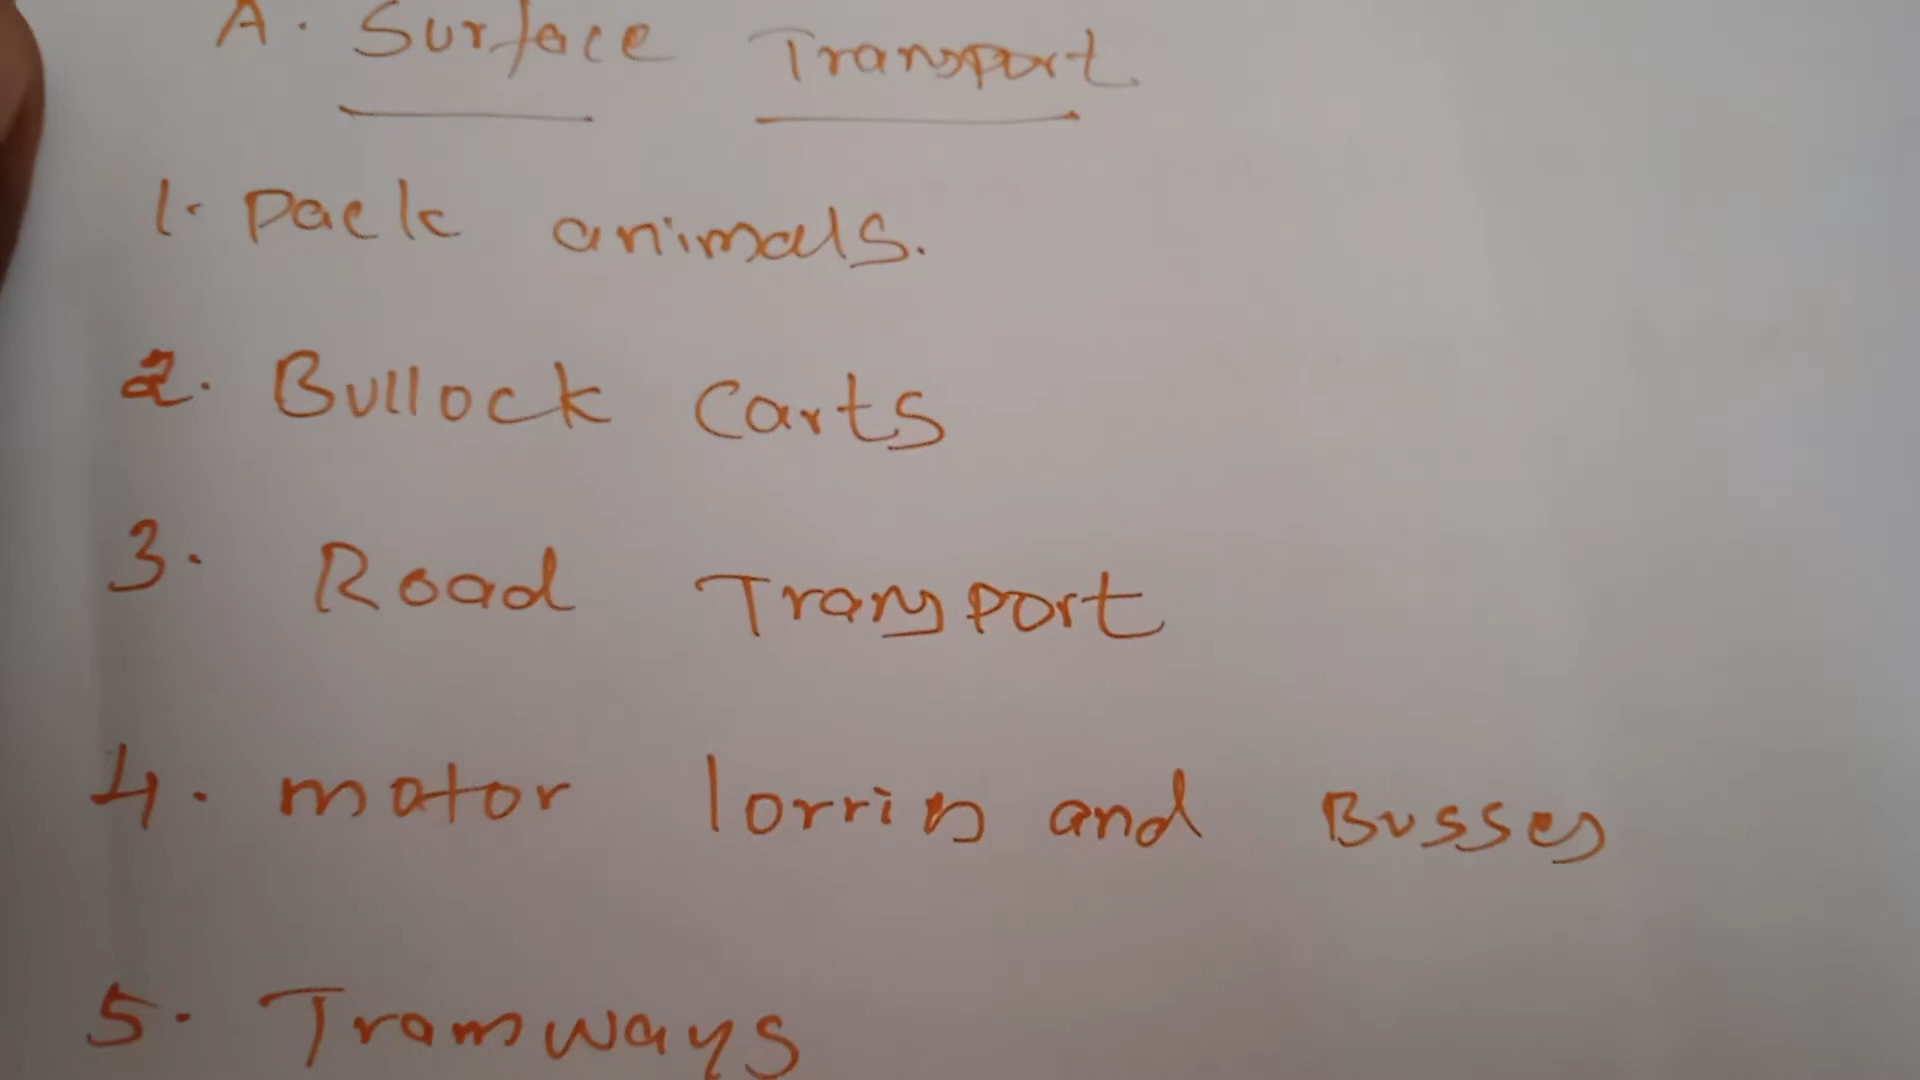 A. Surface Transport
1. Pack animals.
2. Bullock Carts
3. Road Transport
4. motor lorries and Busses
5. Tramways